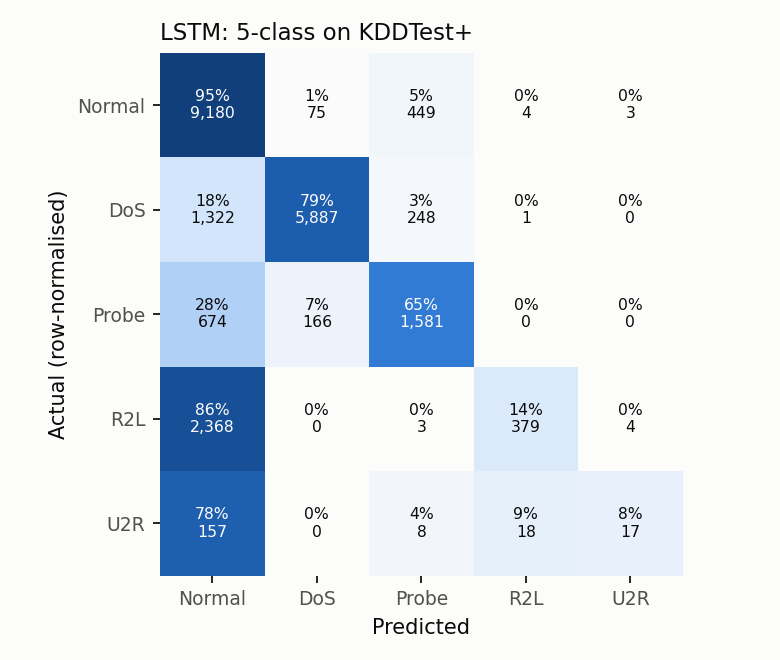 LSTM: 5-class on KDDTest+
Actual (row-normalised)
Normal
95% 1% 5% 0% 0%
9,180 75 449 4 3
DoS
18% 79% 3% 0% 0%
1,322 5,887 248 1 0
Probe
28% 7% 65% 0% 0%
674 166 1,581 0 0
R2L
86% 0% 0% 14% 0%
2,368 0 3 379 4
U2R
78% 0% 4% 9% 8%
157 0 8 18 17
Normal DoS Probe R2L U2R
Predicted